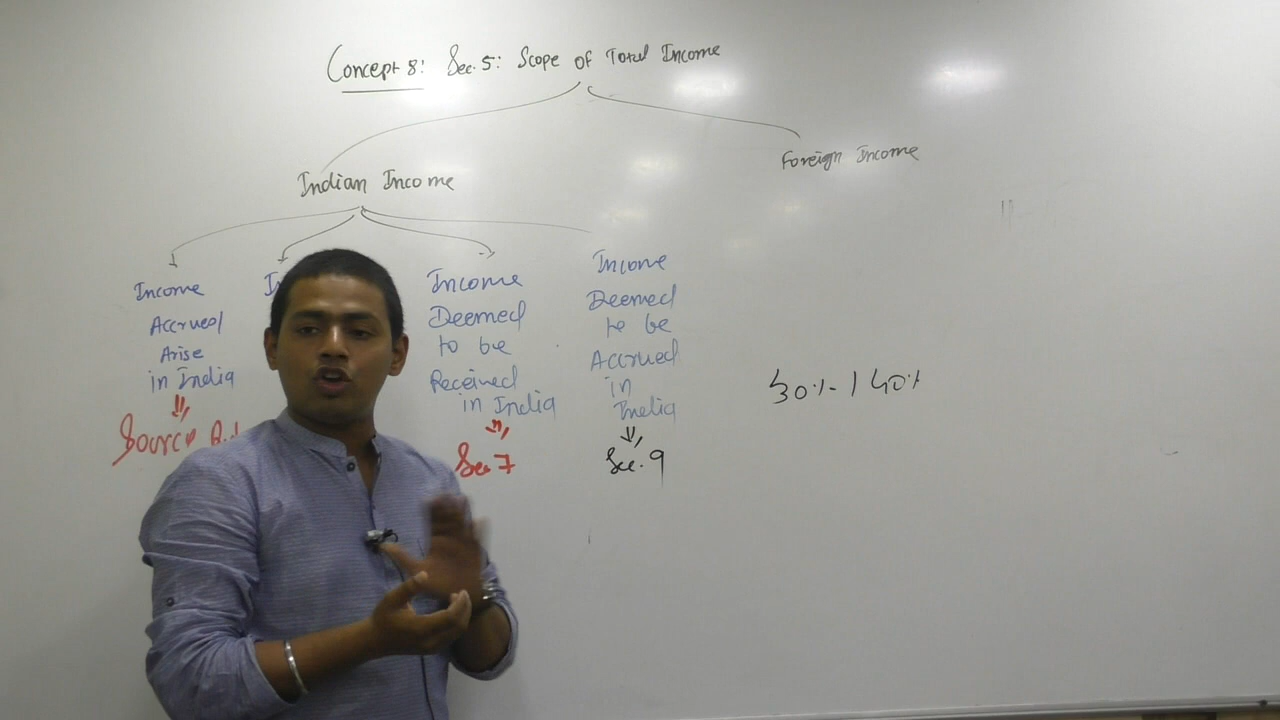 Concept 8: Sec. 5: Scope of Total Income
Indian Income
Foreign Income
Income
Accrued/
Arise
in India
Source
Income
Deemed
to be
Received
in India
Sec 7
Income
Deemed
to be
Accrued
in
India
Sec. 9
30% / 40%